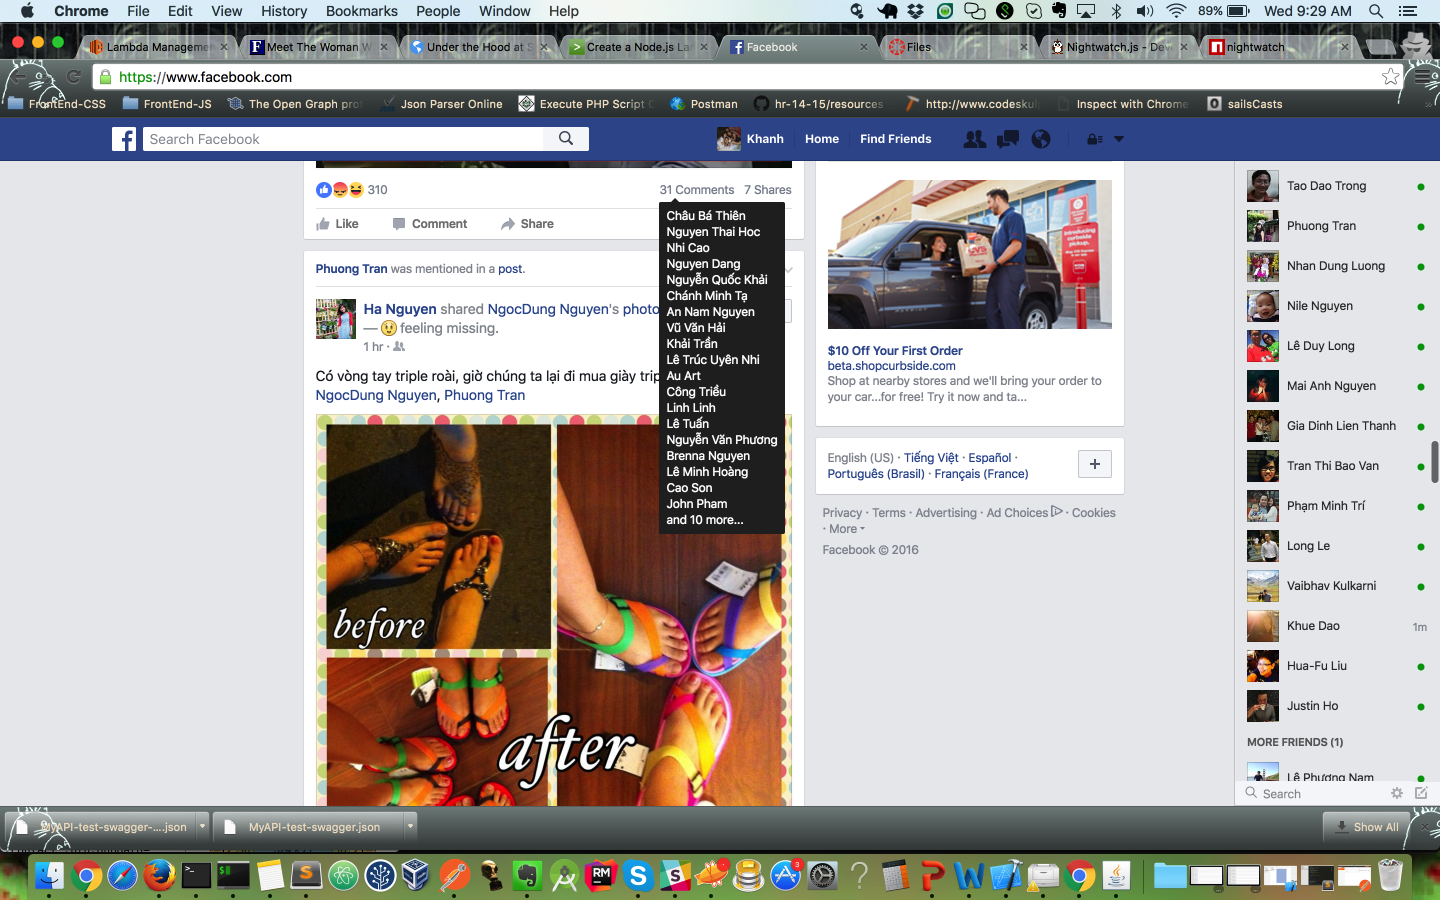 Chrome File Edit View History Bookmarks People Window Help
89% Wed 9:29 AM
Lambda Managemen
Meet The Woman W
Under the Hood at S
Create a Node.js La
Facebook
Files
Nightwatch.js - Dev
nightwatch
https://www.facebook.com
FrontEnd-CSS
FrontEnd-JS
The Open Graph pro
Json Parser Online
Execute PHP Script O
Postman
hr-14-15/resources
http://www.codesku
Inspect with Chrome
sailsCasts
Search Facebook
Khanh
Home
Find Friends
310
31 Comments 7 Shares
Like Comment Share
Châu Bá Thiên
Nguyen Thai Hoc
Nhi Cao
Nguyen Dang
Nguyễn Quốc Khải
Chánh Minh Tạ
An Nam Nguyen
Vũ Văn Hải
Khải Trần
Lê Trúc Uyên Nhi
Au Art
Công Triều
Linh Linh
Lê Tuấn
Nguyễn Văn Phương
Brenna Nguyen
Lê Minh Hoàng
Cao Son
John Pham
and 10 more...
Phuong Tran was mentioned in a post.
Ha Nguyen shared NgocDung Nguyen's photo
— feeling missing.
1 hr ·
Có vòng tay triple roài, giờ chúng ta lại đi mua giày trip
NgocDung Nguyen, Phuong Tran
before
after
$10 Off Your First Order
beta.shopcurbside.com
Shop at nearby stores and we'll bring your order to
your car...for free! Try it now and ta...
English (US) · Tiếng Việt · Español ·
Português (Brasil) · Français (France)
Privacy · Terms · Advertising · Ad Choices · Cookies
· More
Facebook © 2016
Tao Dao Trong
Phuong Tran
Nhan Dung Luong
Nile Nguyen
Lê Duy Long
Mai Anh Nguyen
Gia Dinh Lien Thanh
Tran Thi Bao Van
Phạm Minh Trí
Long Le
Vaibhav Kulkarni
Khue Dao 1m
Hua-Fu Liu
Justin Ho
MORE FRIENDS (1)
Lê Phương Nam
Search
MyAPI-test-swagger-....json
MyAPI-test-swagger.json
Show All